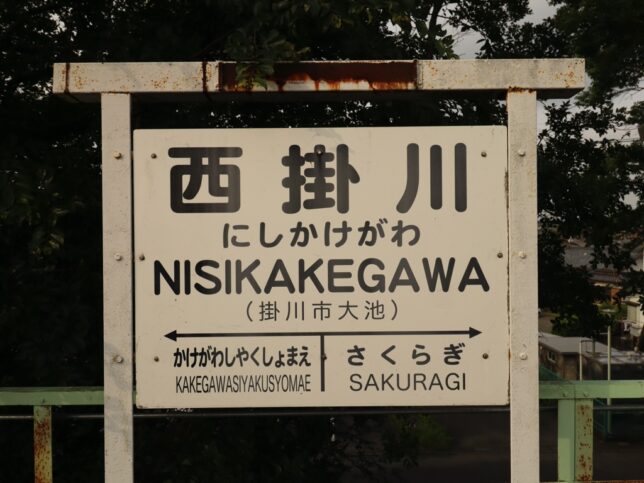 西掛川
にしかけがわ
NISIKAKEGAWA
(掛川市大池)
かけがわしやくしょまえ さくらぎ
KAKEGAWASIYAKUSYOMAE SAKURAGI